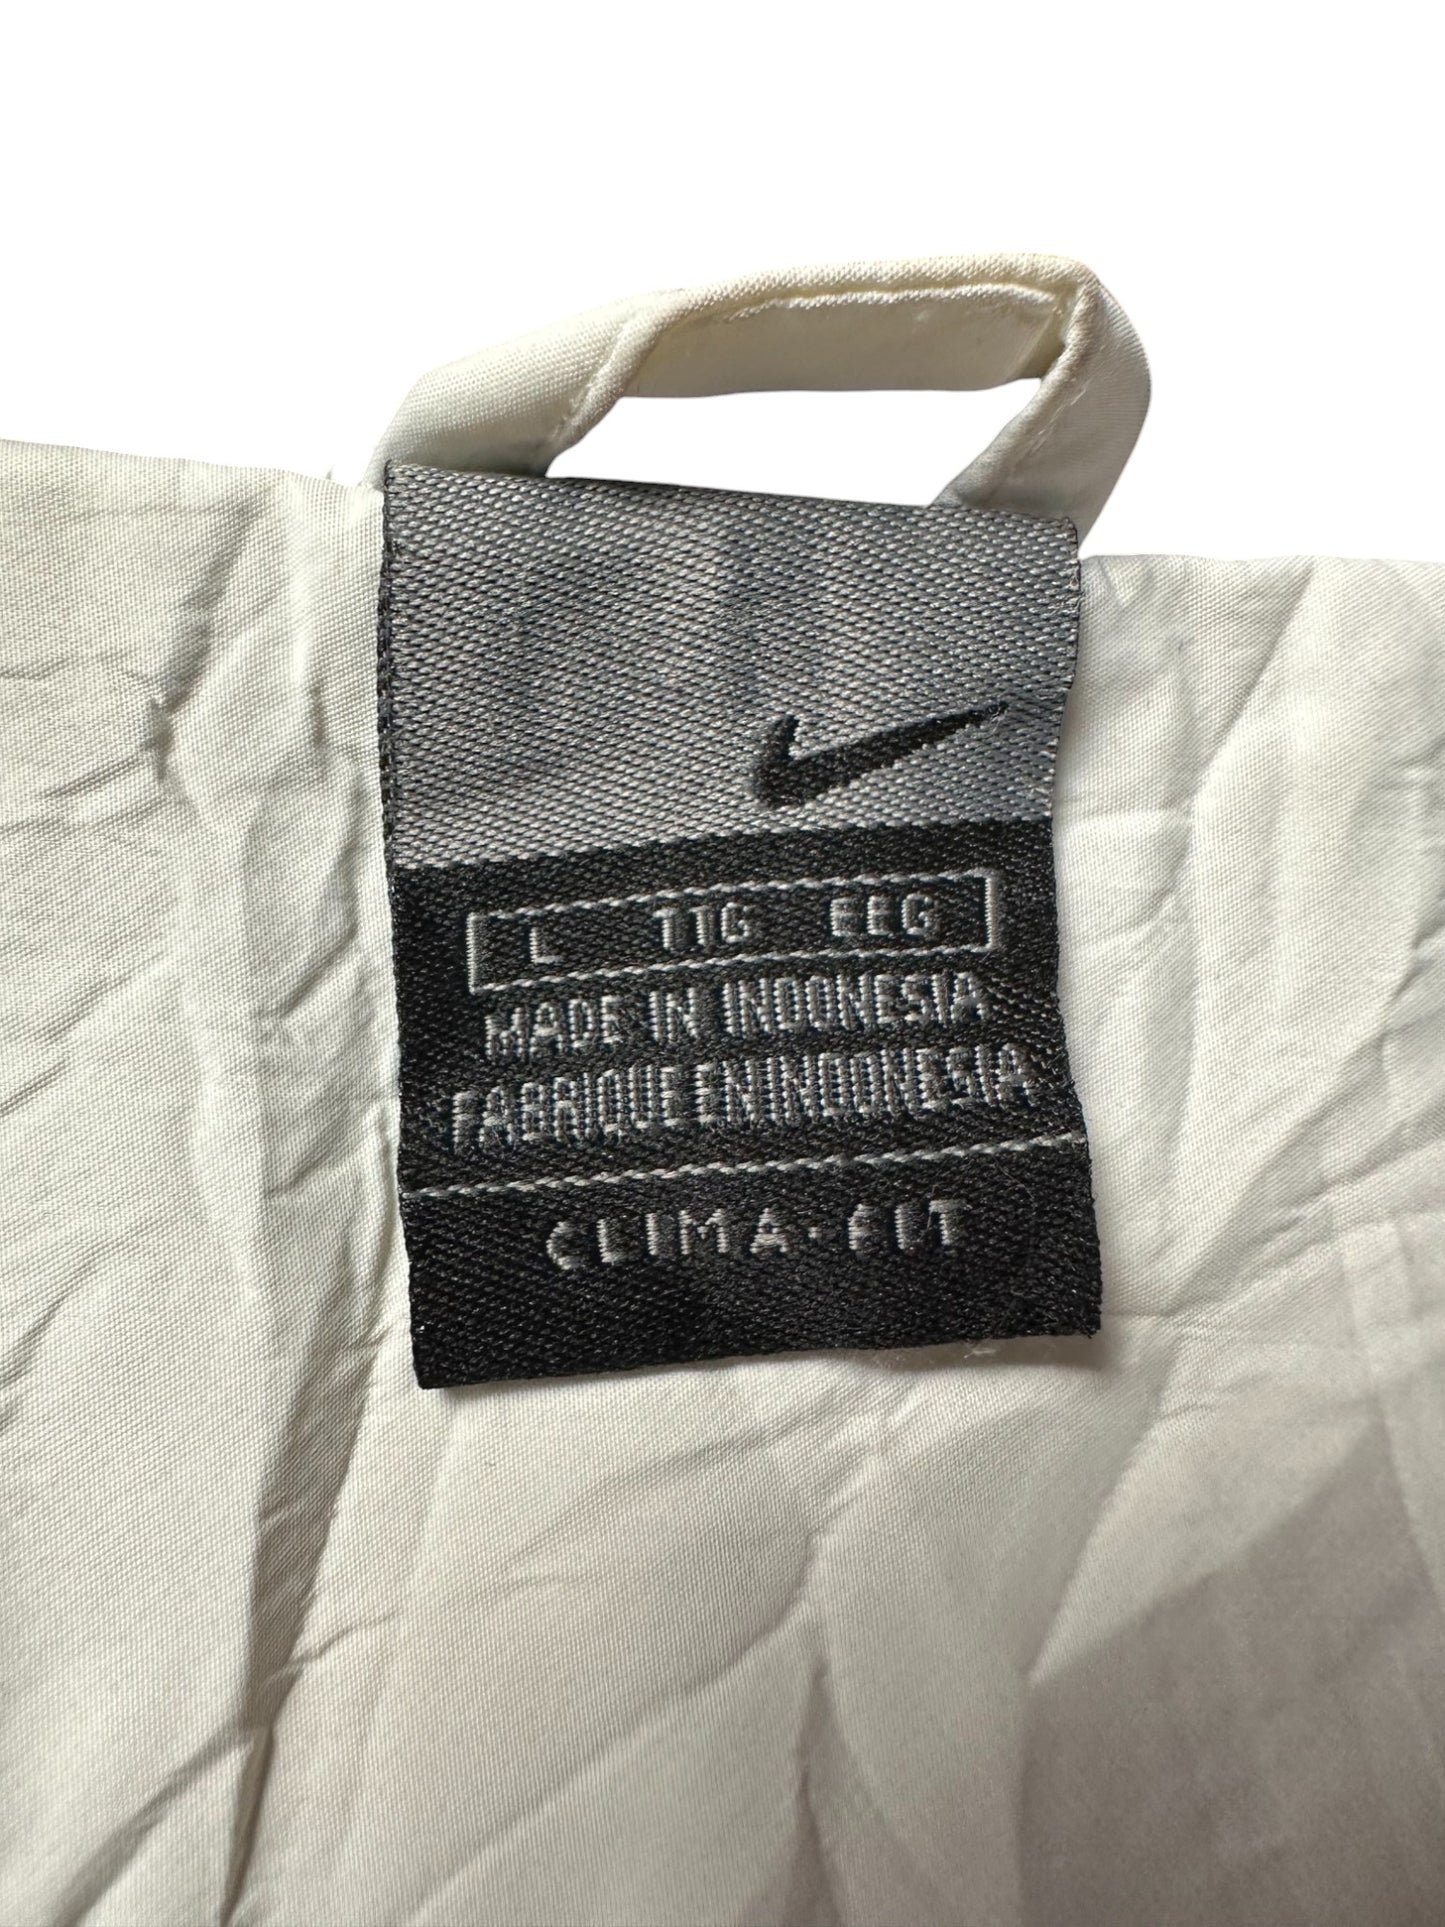 L TTG EEG
MADE IN INDONESIA
FABRIQUE EN INDONESIA
CLIMA·FIT